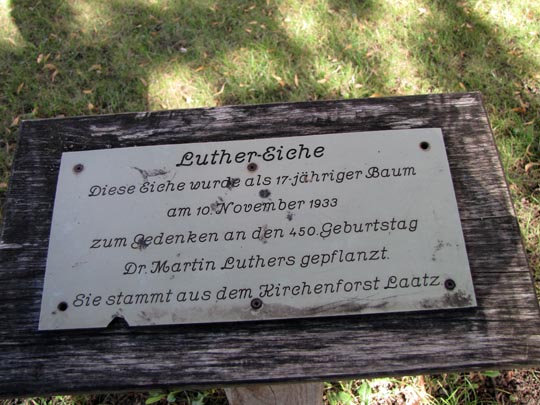 Luther-Eiche
Diese Eiche wurde als 17-jähriger Baum
am 10. November 1933
zum Gedenken an den 450. Geburtstag
Dr. Martin Luthers gepflanzt.
Sie stammt aus dem Kirchenforst Laatz